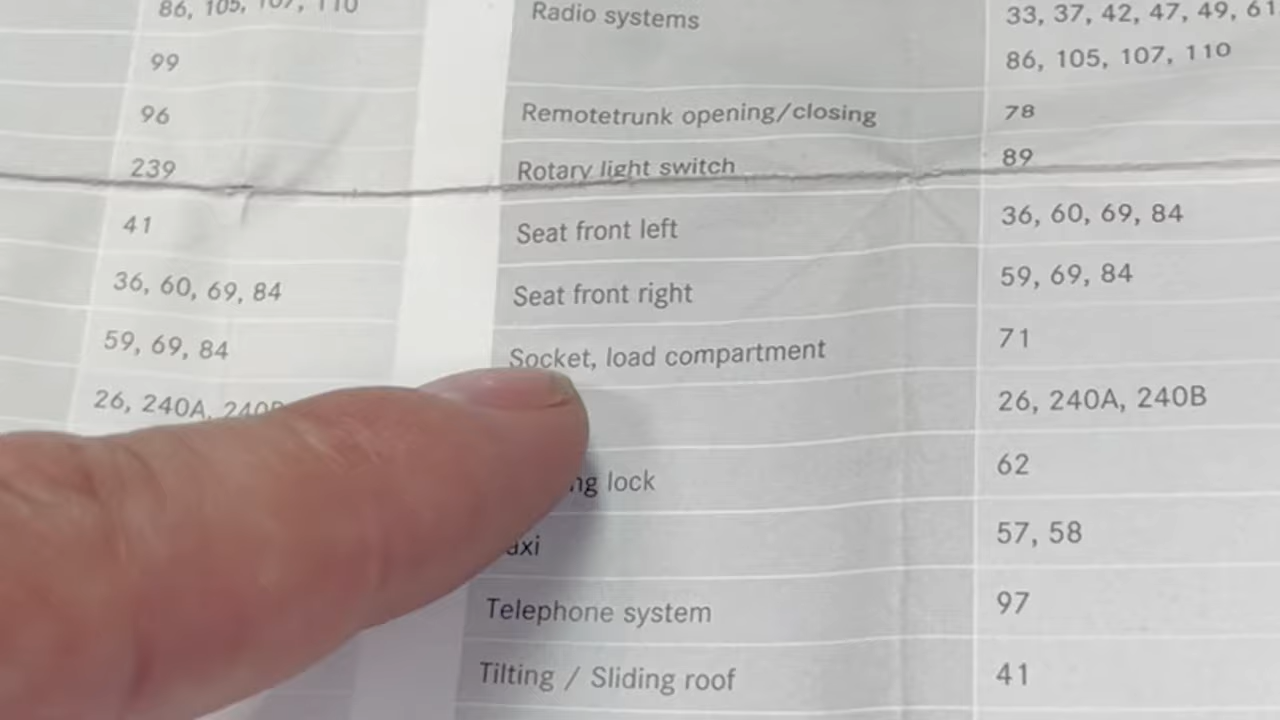 86, 105, 107, 110
99
96
239
41
36, 60, 69, 84
59, 69, 84
26, 240A,
Radio systems 33, 37, 42, 47, 49, 61
86, 105, 107, 110
Remotetrunk opening/closing 78
Rotary light switch 89
Seat front left 36, 60, 69, 84
Seat front right 59, 69, 84
Socket, load compartment 71
26, 240A, 240B
lock 62
57, 58
Telephone system 97
Tilting / Sliding roof 41